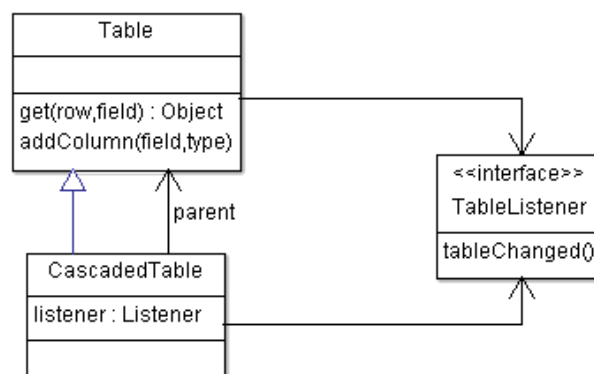 Table
get(row,field) : Object
addColumn(field,type)
<<interface>>
TableListener
tableChanged()
parent
CascadedTable
listener : Listener